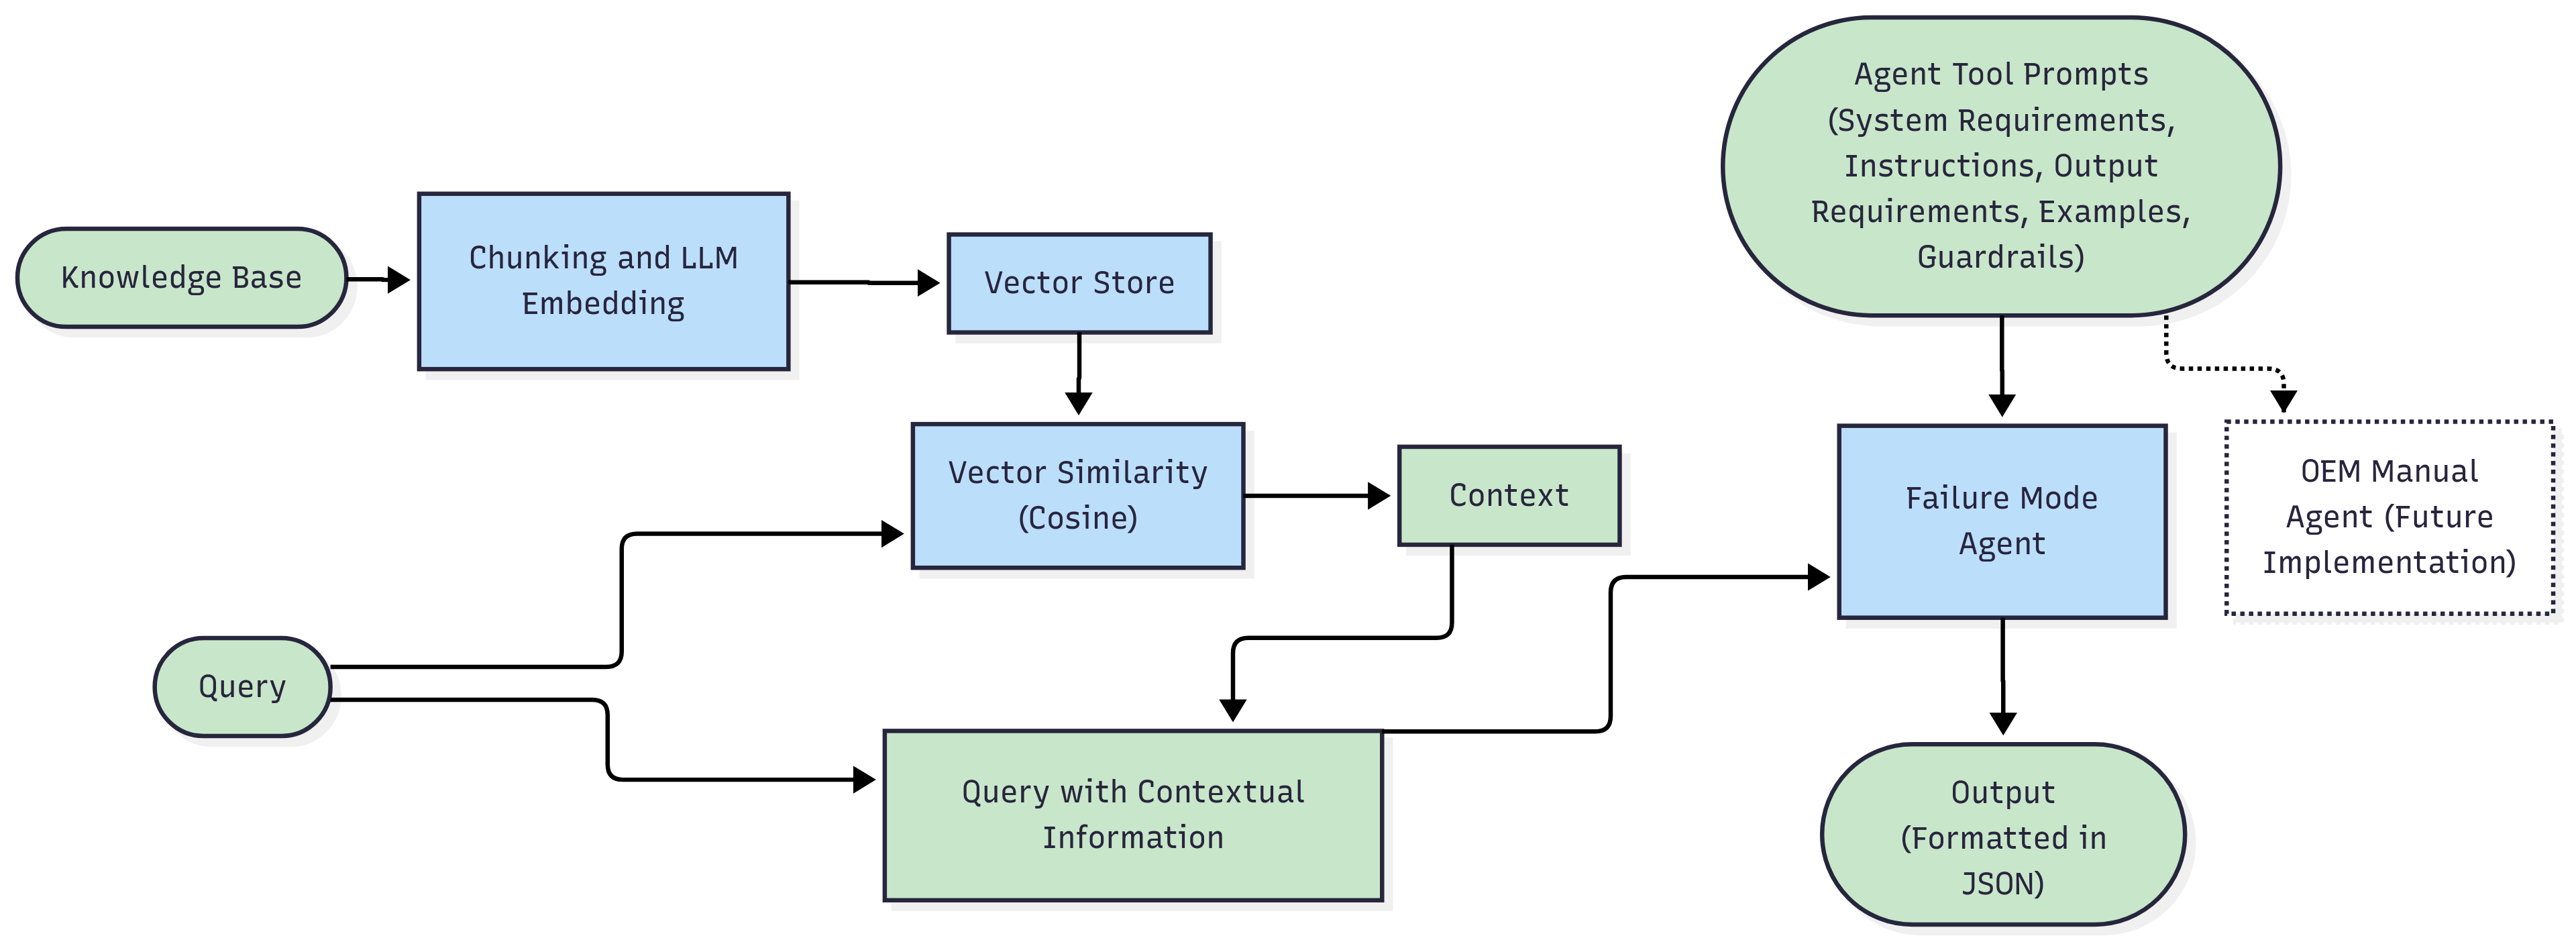 Agent Tool Prompts
(System Requirements,
Instructions, Output
Requirements, Examples,
Guardrails)
Knowledge Base
Chunking and LLM
Embedding
Vector Store
Vector Similarity
(Cosine)
Context
Failure Mode
Agent
OEM Manual
Agent (Future
Implementation)
Query
Query with Contextual
Information
Output
(Formatted in
JSON)